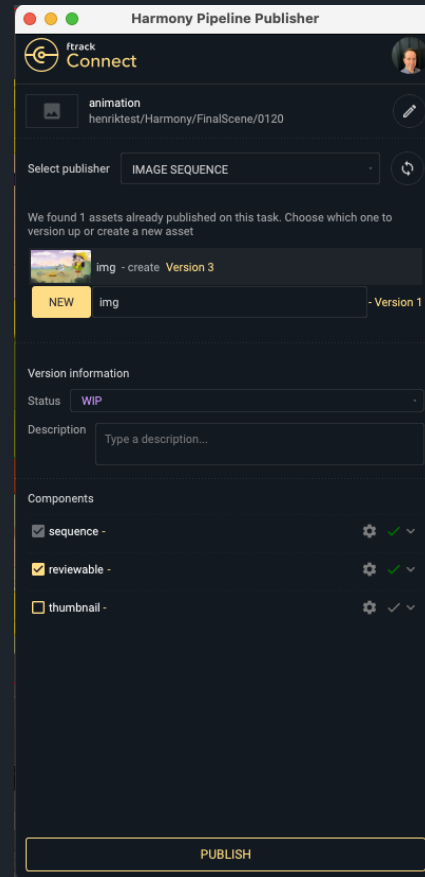 Harmony Pipeline Publisher
ftrack
Connect
animation
henriktest/Harmony/FinalScene/0120
Select publisher IMAGE SEQUENCE
We found 1 assets already published on this task. Choose which one to
version up or create a new asset
img - create Version 3
NEW img - Version 1
Version information
Status WIP
Description Type a description...
Components
sequence -
reviewable -
thumbnail -
PUBLISH